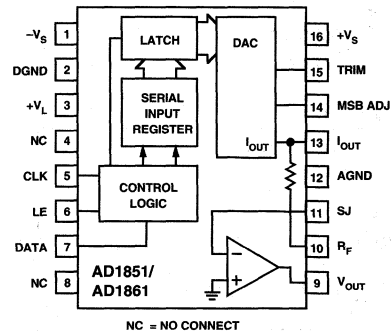 –VS 1
DGND 2
+VL 3
NC 4
CLK 5
LE 6
DATA 7
NC 8
LATCH
SERIAL
INPUT
REGISTER
CONTROL
LOGIC
AD1851/
AD1861
DAC
IOUT
–
+
16 +VS
15 TRIM
14 MSB ADJ
13 IOUT
12 AGND
11 SJ
10 RF
9 VOUT
NC = NO CONNECT